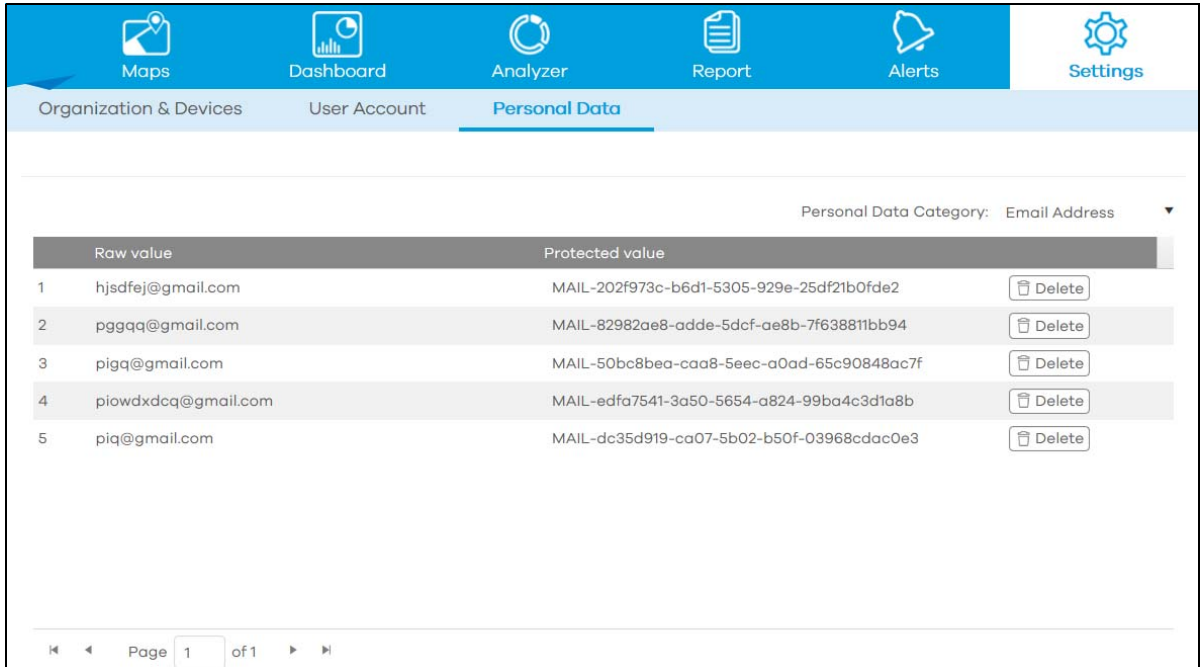 Maps Dashboard Analyzer Report Alerts Settings
Organization & Devices User Account Personal Data
Personal Data Category: Email Address
Raw value Protected value
1 hjsdfej@gmail.com MAIL-202f973c-b6d1-5305-929e-25df21b0fde2 Delete
2 pggqq@gmail.com MAIL-82982ae8-adde-5dcf-ae8b-7f638811bb94 Delete
3 pigq@gmail.com MAIL-50bc8bea-caa8-5eec-a0ad-65c90848ac7f Delete
4 piowdxdcq@gmail.com MAIL-edfa7541-3a50-5654-a824-99ba4c3d1a8b Delete
5 piq@gmail.com MAIL-dc35d919-ca07-5b02-b50f-03968cdac0e3 Delete
Page 1 of 1